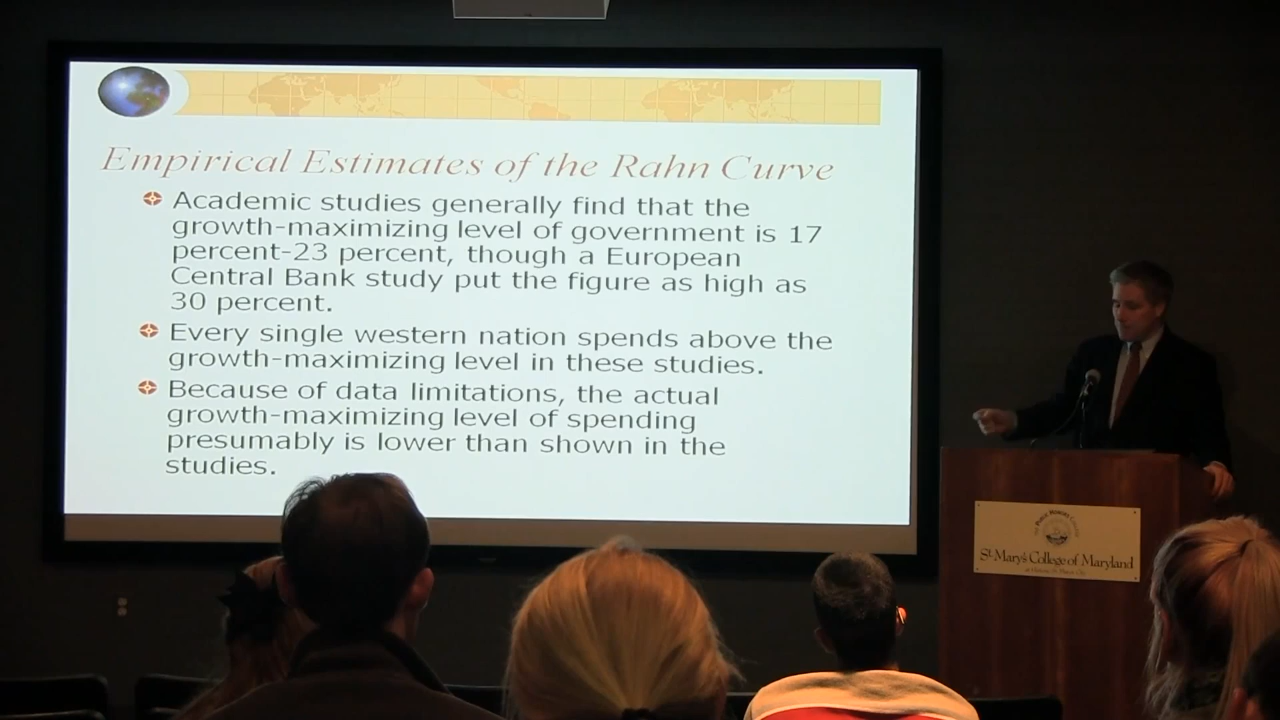 Empirical Estimates of the Rahn Curve
Academic studies generally find that the
growth-maximizing level of government is 17
percent-23 percent, though a European
Central Bank study put the figure as high as
30 percent.
Every single western nation spends above the
growth-maximizing level in these studies.
Because of data limitations, the actual
growth-maximizing level of spending
presumably is lower than shown in the
studies.
St. Mary's College of Maryland